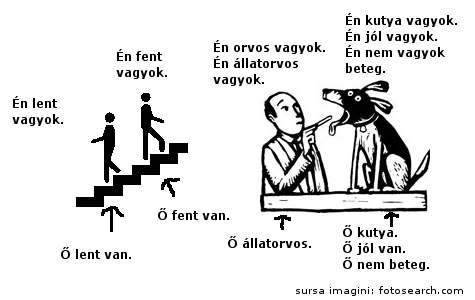 Én fent
vagyok.
Én lent
vagyok.
Ő fent van.
Ő lent van.
Én orvos vagyok.
Én állatorvos
vagyok.
Én kutya vagyok.
Én jól vagyok.
Én nem vagyok
beteg.
Ő állatorvos.
Ő kutya.
Ő jól van.
Ő nem beteg.
sursa imagini: fotosearch.com